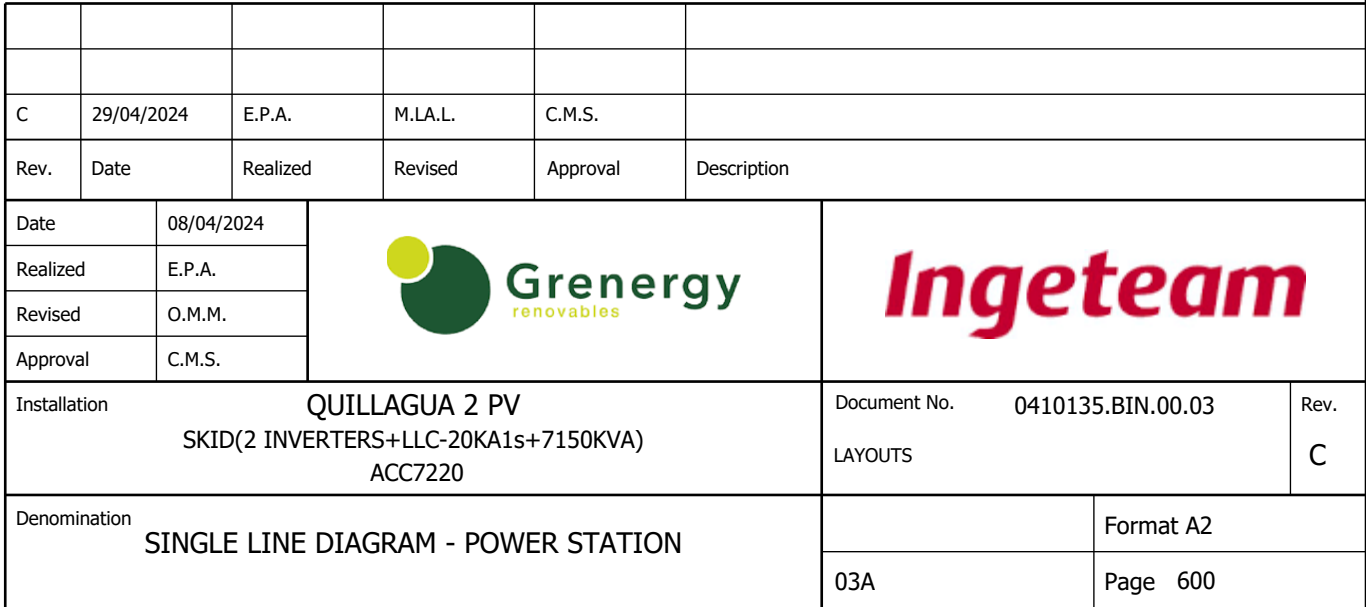 C 29/04/2024 E.P.A. M.LA.L. C.M.S.
Rev. Date Realized Revised Approval Description
Date 08/04/2024
Realized E.P.A.
Revised O.M.M.
Approval C.M.S.
Grenergy
renovables
Ingeteam
Installation QUILLAGUA 2 PV
SKID(2 INVERTERS+LLC-20KA1s+7150KVA)
ACC7220
Document No. 0410135.BIN.00.03
LAYOUTS
Rev.
C
Denomination
SINGLE LINE DIAGRAM - POWER STATION
Format A2
03A Page 600